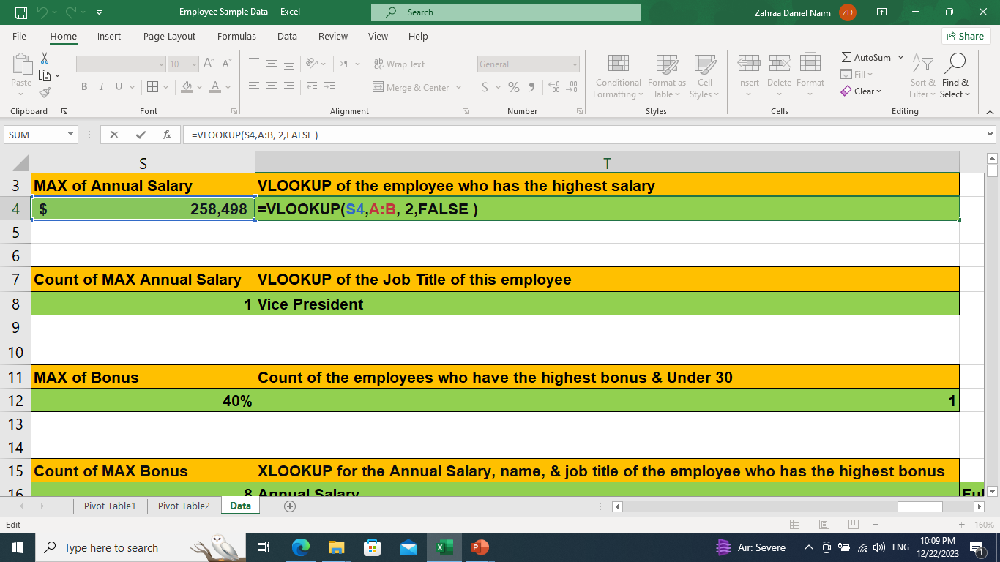 Employee Sample Data - Excel
Search
Zahraa Daniel Naim
ZD
File Home Insert Page Layout Formulas Data Review View Help
Share
Paste
Clipboard
10
A A
B I U A
Font
ab Wrap Text
Merge & Center
Alignment
General
$ % 9
Number
Conditional Formatting
Format as Table
Cell Styles
Styles
Insert Delete Format
Cells
AutoSum
Fill
Clear
Sort & Filter
Find & Select
Editing
SUM
fx
=VLOOKUP(S4,A:B, 2,FALSE )
S T
3 MAX of Annual Salary VLOOKUP of the employee who has the highest salary
4 $ 258,498 =VLOOKUP(S4,A:B, 2,FALSE )
5
6
7 Count of MAX Annual Salary VLOOKUP of the Job Title of this employee
8 1 Vice President
9
10
11 MAX of Bonus Count of the employees who have the highest bonus & Under 30
12 40% 1
13
14
15 Count of MAX Bonus XLOOKUP for the Annual Salary, name, & job title of the employee who has the highest bonus
16 8 Annual Salary Ful
Pivot Table1 Pivot Table2 Data
Edit
160%
Type here to search
Air: Severe
ENG
10:09 PM
12/22/2023
1